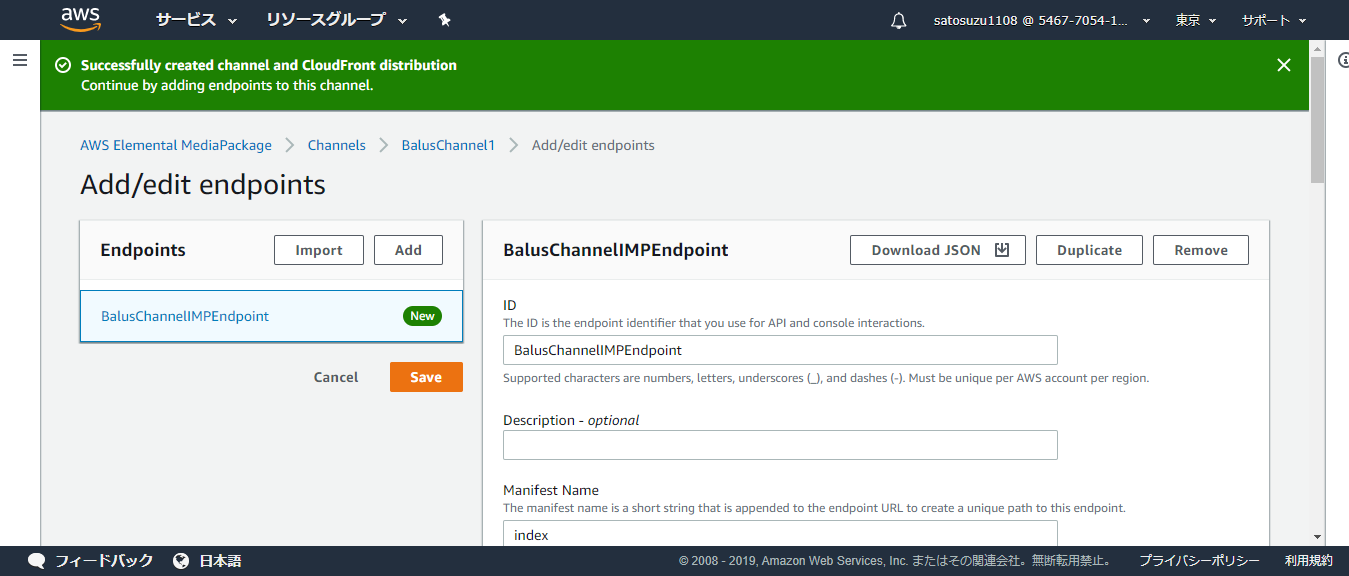 aws サービス リソースグループ satosuzu1108 @ 5467-7054-1... 東京 サポート
Successfully created channel and CloudFront distribution
Continue by adding endpoints to this channel.
AWS Elemental MediaPackage Channels BalusChannel1 Add/edit endpoints
Add/edit endpoints
Endpoints Import Add
BalusChannelIMPEndpoint New
Cancel Save
BalusChannelIMPEndpoint Download JSON Duplicate Remove
ID
The ID is the endpoint identifier that you use for API and console interactions.
BalusChannelIMPEndpoint
Supported characters are numbers, letters, underscores (_), and dashes (-). Must be unique per AWS account per region.
Description - optional
Manifest Name
The manifest name is a short string that is appended to the endpoint URL to create a unique path to this endpoint.
index
フィードバック 日本語 © 2008 - 2019, Amazon Web Services, Inc. またはその関連会社。無断転用禁止。 プライバシーポリシー 利用規約